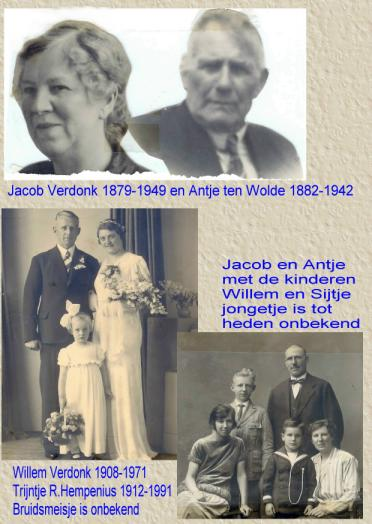 Jacob Verdonk 1879-1949 en Antje ten Wolde 1882-1942
Jacob en Antje
met de kinderen
Willem en Sijtje
jongetje is tot
heden onbekend
Willem Verdonk 1908-1971
Trijntje R.Hempenius 1912-1991
Bruidsmeisje is onbekend